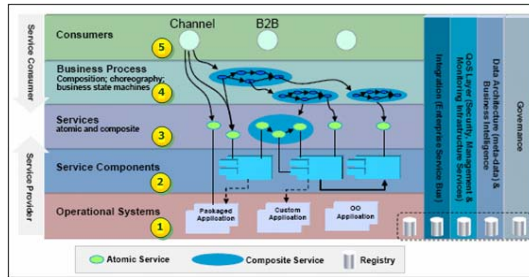 Channel B2B
Consumers
5
Business Process
Composition; choreography;
business state machines
4
Services
atomic and composite
3
Service Components
2
Operational Systems
1
Packaged
Application
Custom
Application
OO
Application
Service Consumer
Service Provider
Integration (Enterprise Service Bus)
QoS Layer (Security, Management &
Monitoring Infrastructure Services)
Data Architecture (meta-data) &
Business Intelligence
Governance
Atomic Service
Composite Service
Registry